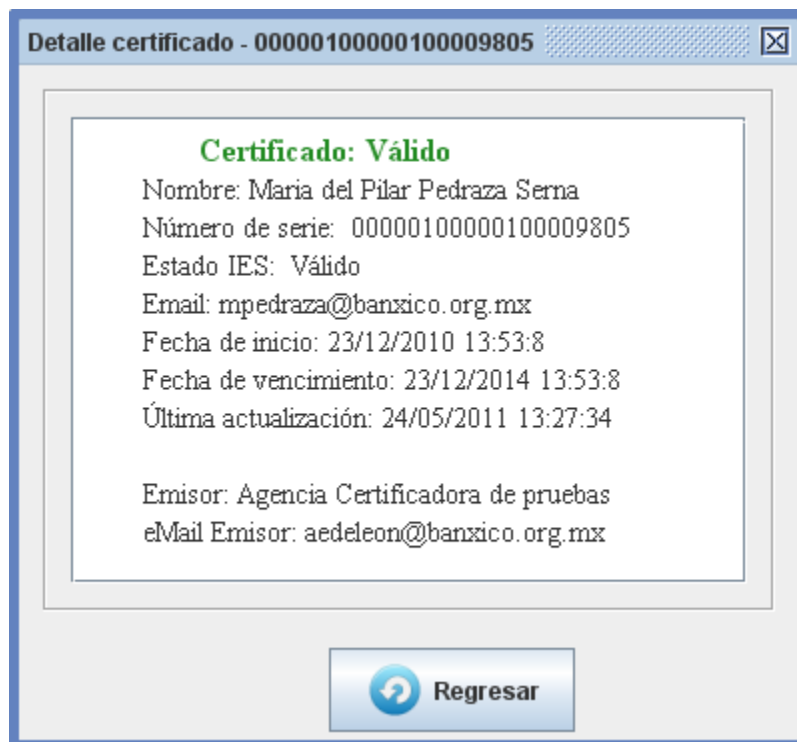 Detalle certificado - 00000100000100009805
Certificado: Válido
Nombre: Maria del Pilar Pedraza Serna
Número de serie: 00000100000100009805
Estado IES: Válido
Email: mpedraza@banxico.org.mx
Fecha de inicio: 23/12/2010 13:53:8
Fecha de vencimiento: 23/12/2014 13:53:8
Última actualización: 24/05/2011 13:27:34
Emisor: Agencia Certificadora de pruebas
eMail Emisor: aedeleon@banxico.org.mx
Regresar